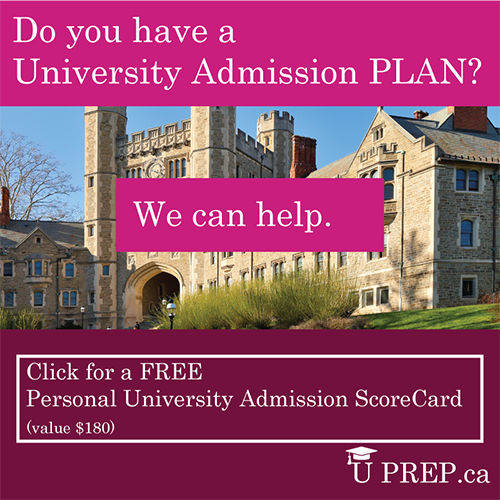 Do you have a
University Admission PLAN?
We can help.
Click for a FREE
Personal University Admission ScoreCard
(value $180)
U PREP.ca